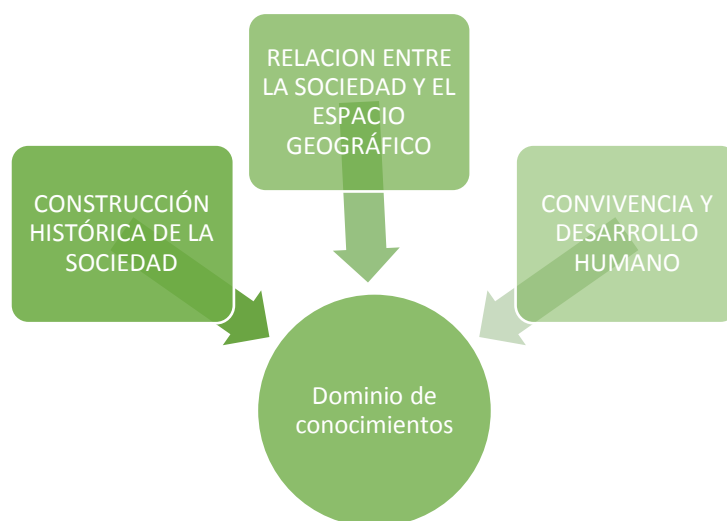 RELACION ENTRE
LA SOCIEDAD Y EL
ESPACIO
GEOGRÁFICO
CONSTRUCCIÓN
HISTÓRICA DE LA
SOCIEDAD
CONVIVENCIA Y
DESARROLLO
HUMANO
Dominio de
conocimientos